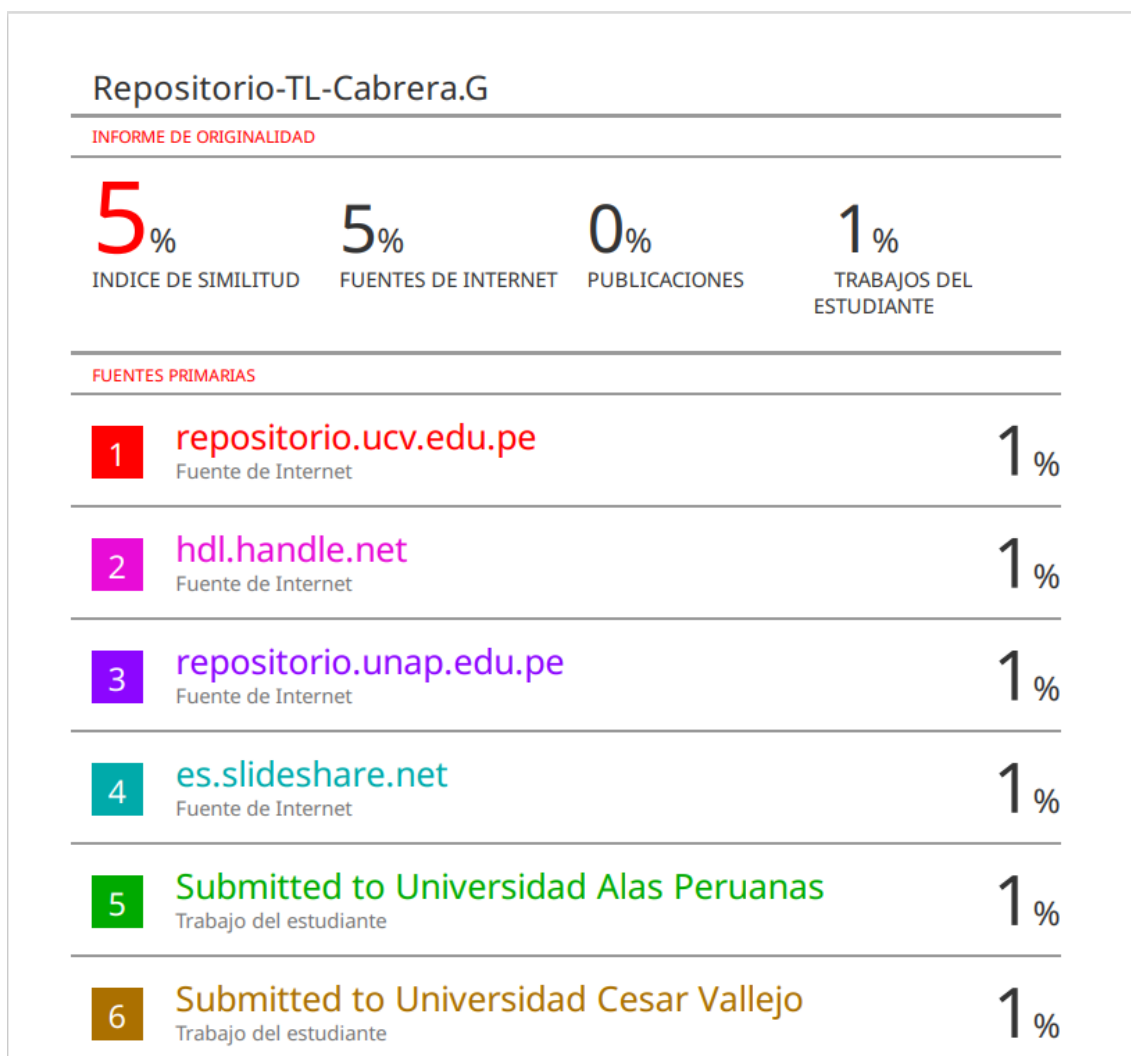 Repositorio-TL-Cabrera.G
INFORME DE ORIGINALIDAD
5% 5% 0% 1%
INDICE DE SIMILITUD FUENTES DE INTERNET PUBLICACIONES TRABAJOS DEL
ESTUDIANTE
FUENTES PRIMARIAS
1 repositorio.ucv.edu.pe 1%
Fuente de Internet
2 hdl.handle.net 1%
Fuente de Internet
3 repositorio.unap.edu.pe 1%
Fuente de Internet
4 es.slideshare.net 1%
Fuente de Internet
5 Submitted to Universidad Alas Peruanas 1%
Trabajo del estudiante
6 Submitted to Universidad Cesar Vallejo 1%
Trabajo del estudiante